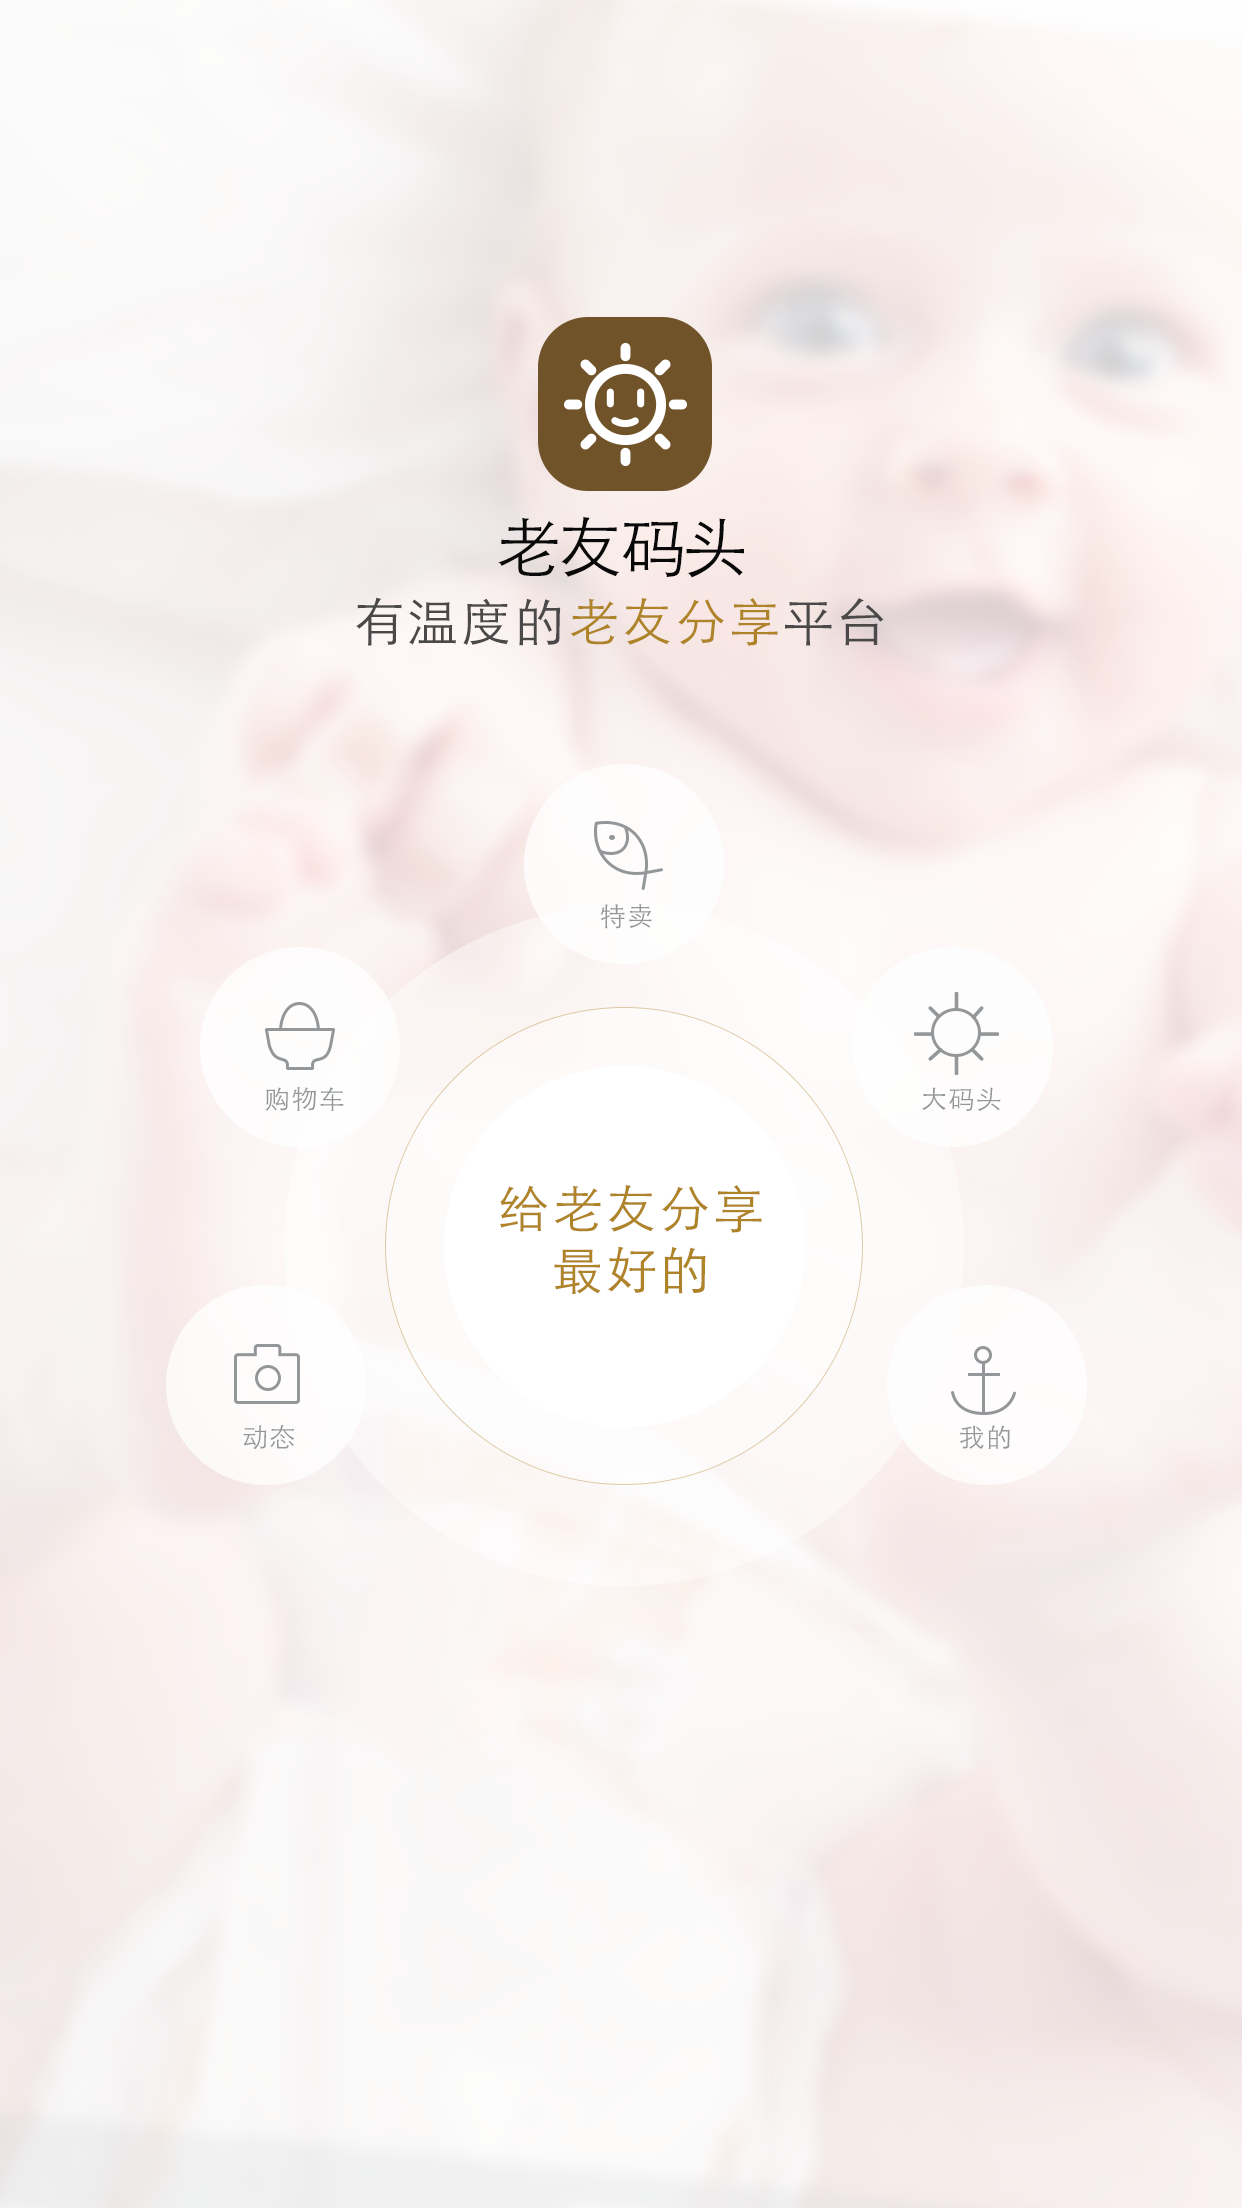 老友码头
有温度的老友分享平台
特卖
购物车
大码头
给老友分享
最好的
动态
我的